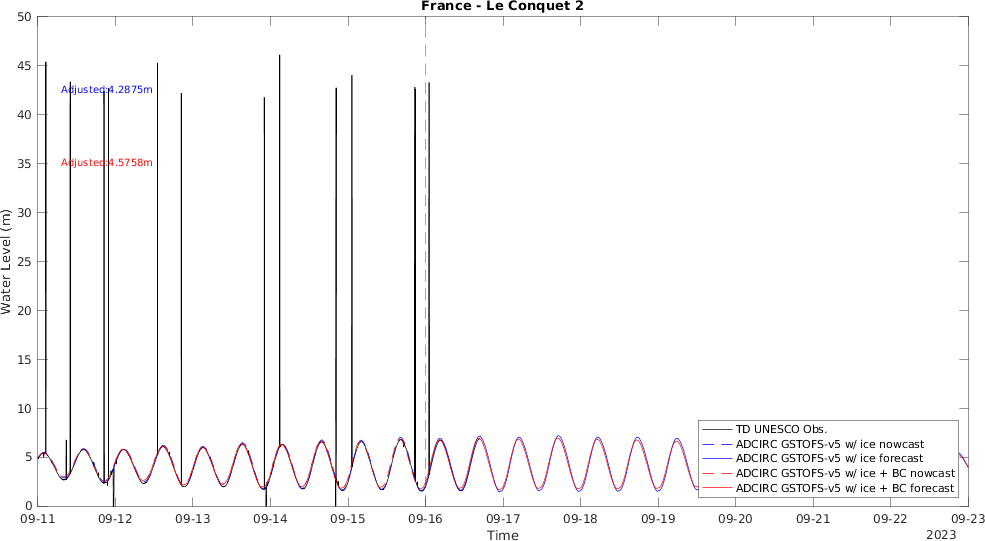 France - Le Conquet 2
50
45
40
35
30
25
20
15
10
5
0
Water Level (m)
Adjusted:4.2875m
Adjusted:4.5758m
TD UNESCO Obs.
ADCIRC GSTOFS-v5 w/ ice nowcast
ADCIRC GSTOFS-v5 w/ ice forecast
ADCIRC GSTOFS-v5 w/ ice + BC nowcast
ADCIRC GSTOFS-v5 w/ ice + BC forecast
09-11 09-12 09-13 09-14 09-15 09-16 09-17 09-18 09-19 09-20 09-21 09-22 09-23
Time
2023